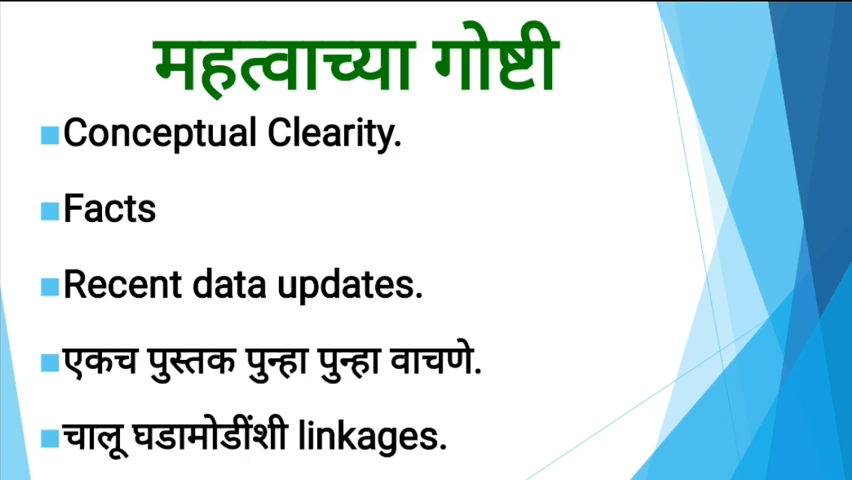 महत्वाच्या गोष्टी
Conceptual Clearity.
Facts
Recent data updates.
एकच पुस्तक पुन्हा पुन्हा वाचणे.
चालू घडामोडींशी linkages.